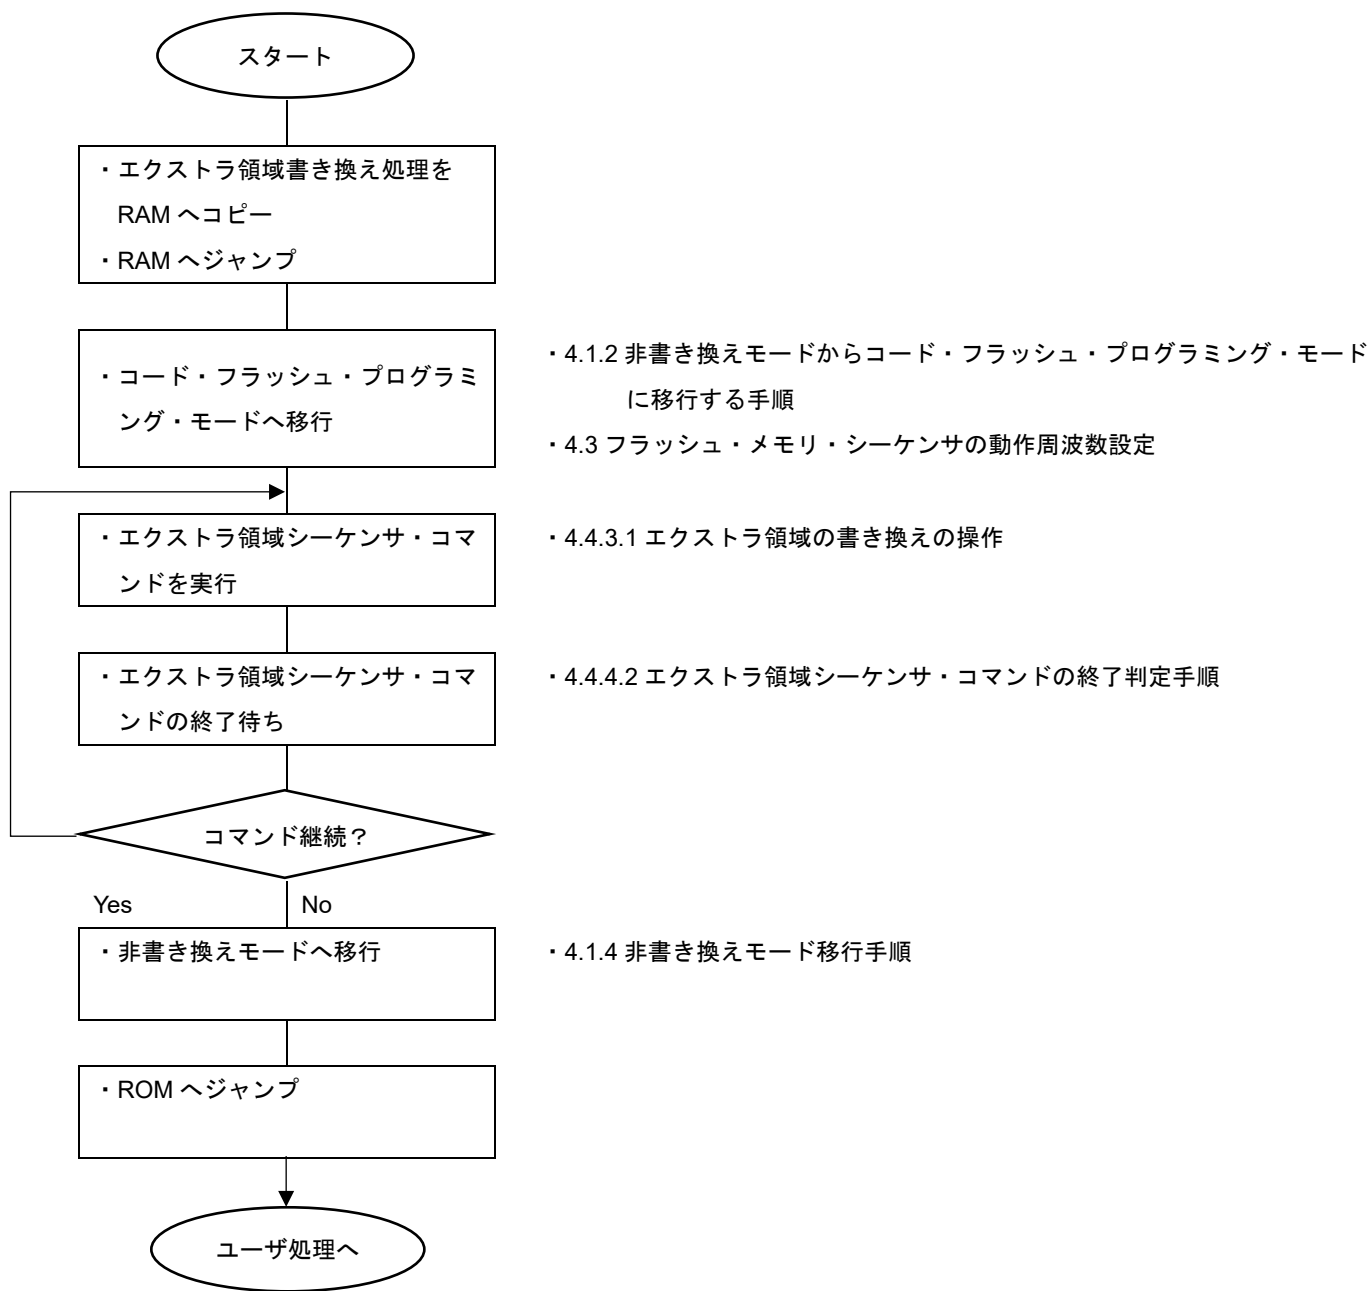 スタート
・エクストラ領域書き換え処理を
RAM へコピー
・RAM へジャンプ
・コード・フラッシュ・プログラミ
ング・モードへ移行
・4.1.2 非書き換えモードからコード・フラッシュ・プログラミング・モード
に移行する手順
・4.3 フラッシュ・メモリ・シーケンサの動作周波数設定
・エクストラ領域シーケンサ・コマ
ンドを実行
・4.4.3.1 エクストラ領域の書き換えの操作
・エクストラ領域シーケンサ・コマ
ンドの終了待ち
・4.4.4.2 エクストラ領域シーケンサ・コマンドの終了判定手順
コマンド継続？
Yes No
・非書き換えモードへ移行
・4.1.4 非書き換えモード移行手順
・ROM へジャンプ
ユーザ処理へ